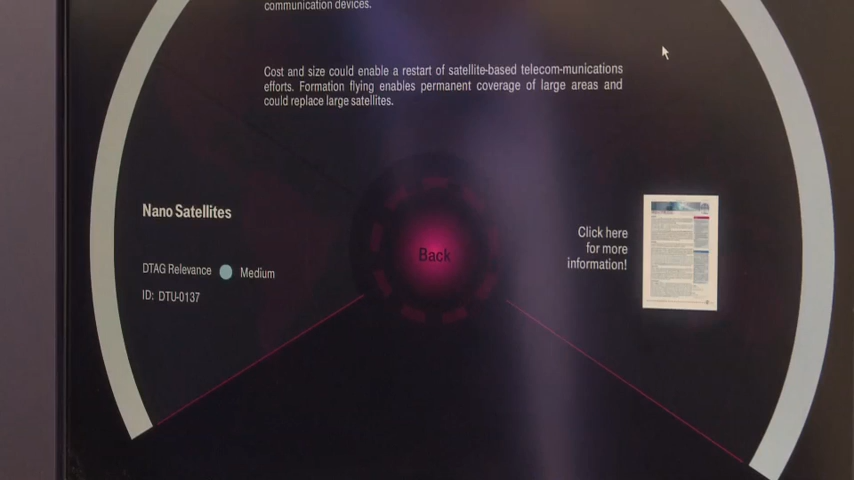 communication devices.
Cost and size could enable a restart of satellite-based telecom-munications
efforts. Formation flying enables permanent coverage of large areas and
could replace large satellites.
Nano Satellites
Back
Click here
for more
information!
DTAG Relevance Medium
ID: DTU-0137